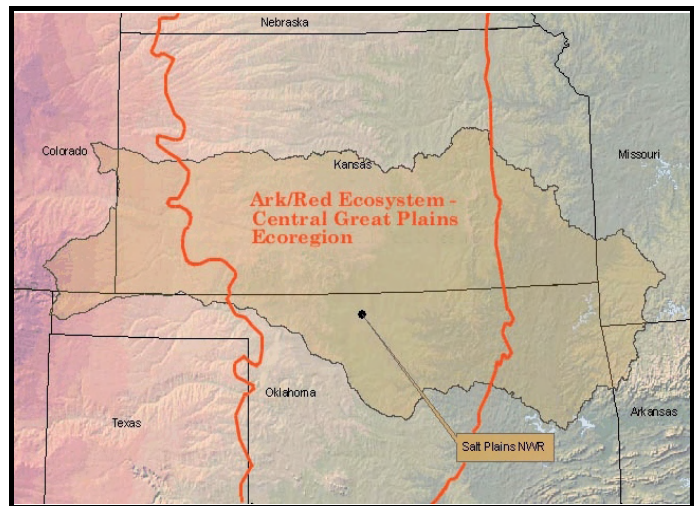 Nebraska
Colorado
Kansas
Missouri
Ark/Red Ecosystem -
Central Great Plains
Ecoregion
Oklahoma
Texas
Arkansas
Salt Plains NWR